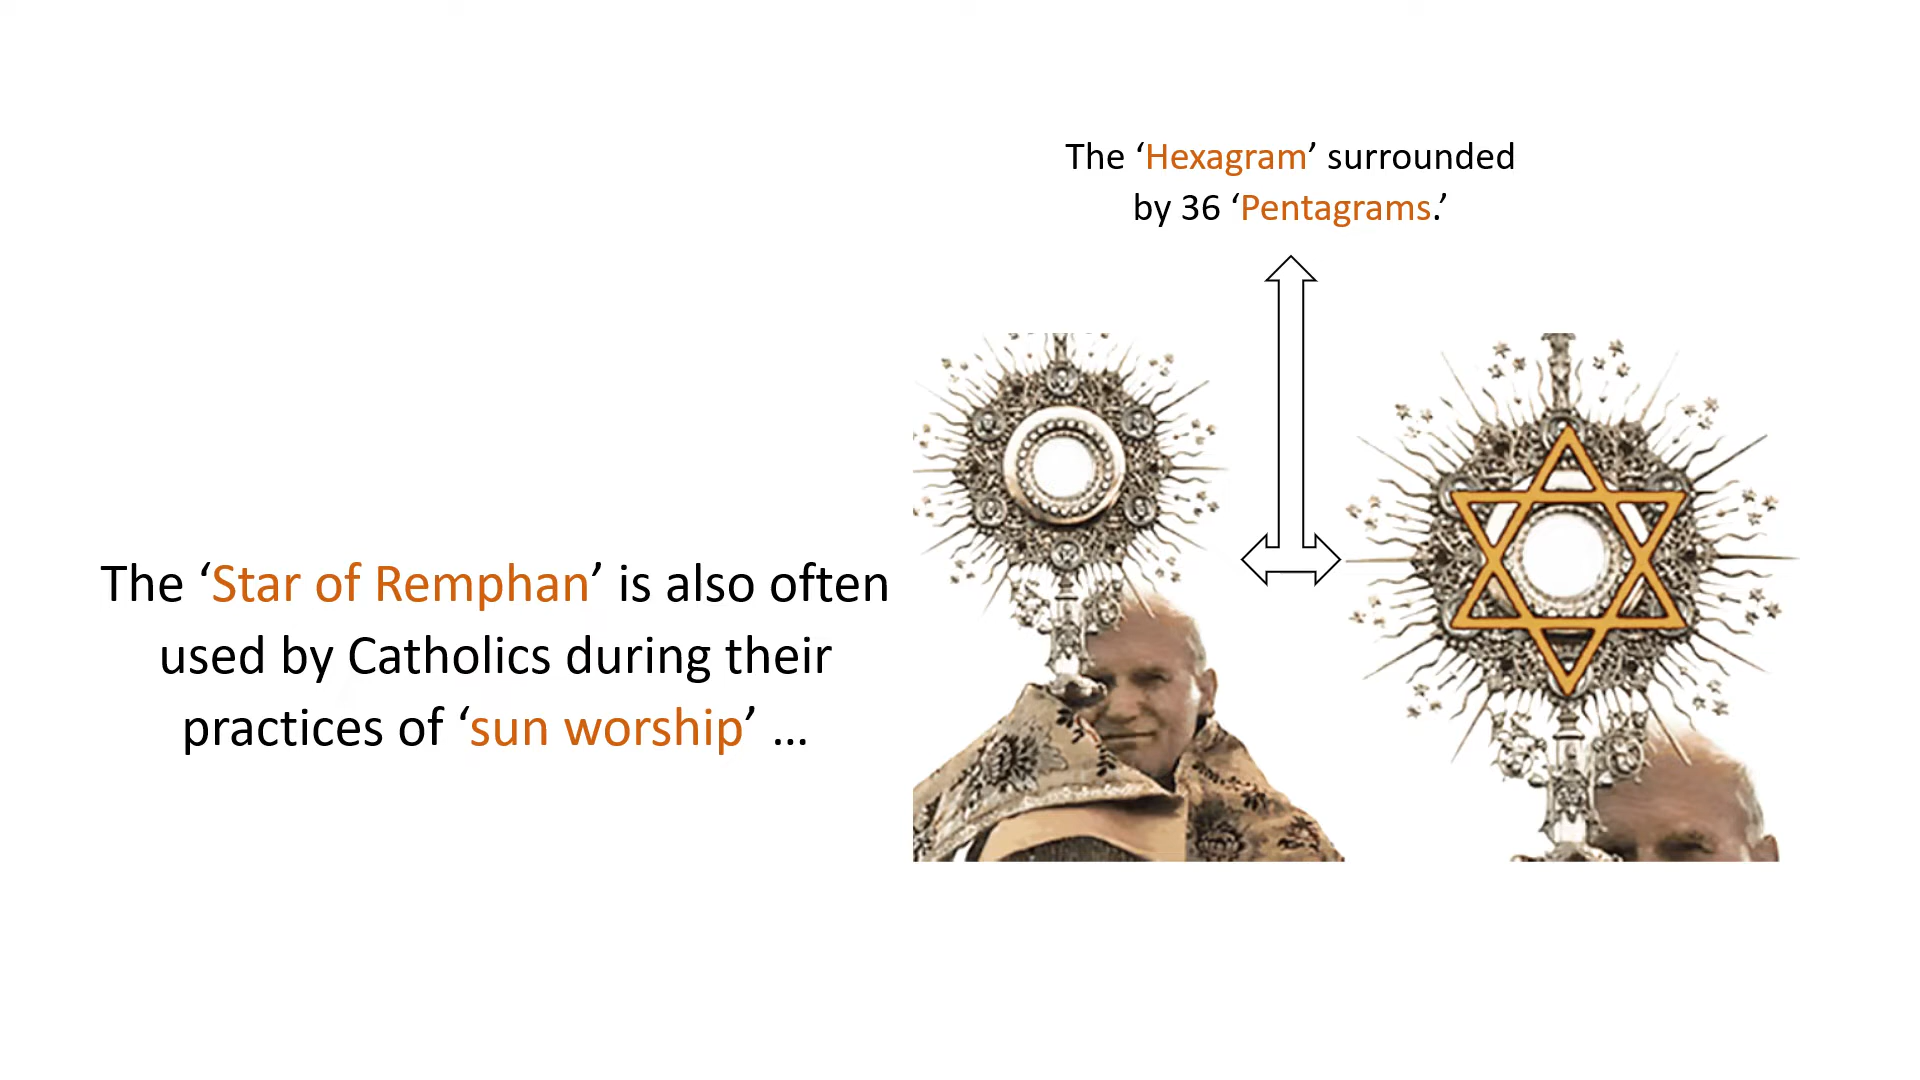 The ‘Hexagram’ surrounded
by 36 ‘Pentagrams.’
The ‘Star of Remphan’ is also often
used by Catholics during their
practices of ‘sun worship’ ...